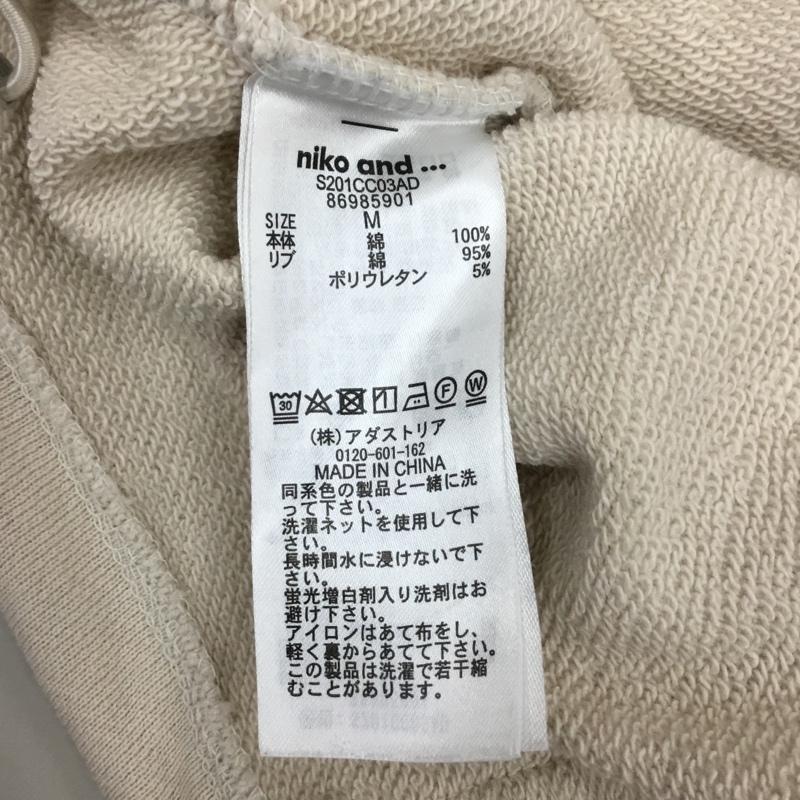 niko and ...
S201CC03AD
86985901
SIZE M
本体 綿 100%
リブ 綿 95%
ポリウレタン 5%
30 F W
(株)アダストリア
0120-601-162
MADE IN CHINA
同系色の製品と一緒に洗
って下さい。
洗濯ネットを使用して下
さい。
長時間水に浸けないで下
さい。
蛍光増白剤入り洗剤はお
避け下さい。
アイロンはあて布をし、
軽く裏からあてて下さい。
この製品は洗濯で若干縮
むことがあります。